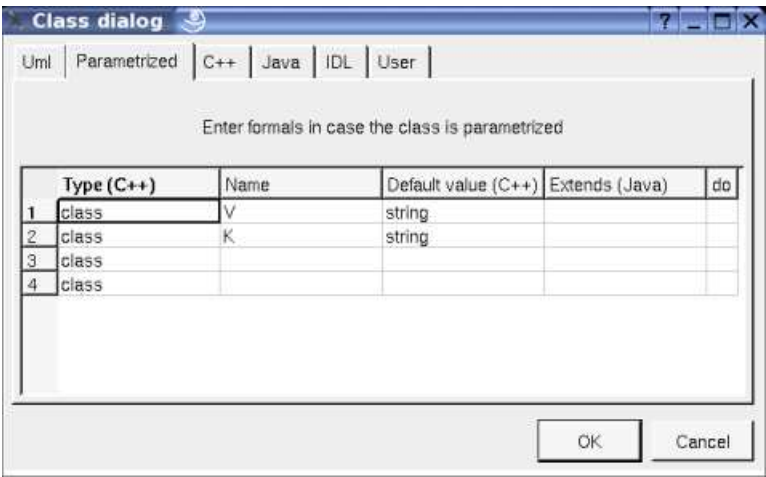 Class dialog ? _ X
Uml Parametrized C++ Java IDL User
Enter formals in case the class is parametrized
Type (C++) Name Default value (C++) Extends (Java) do
1 class V string
2 class K string
3 class
4 class
OK Cancel